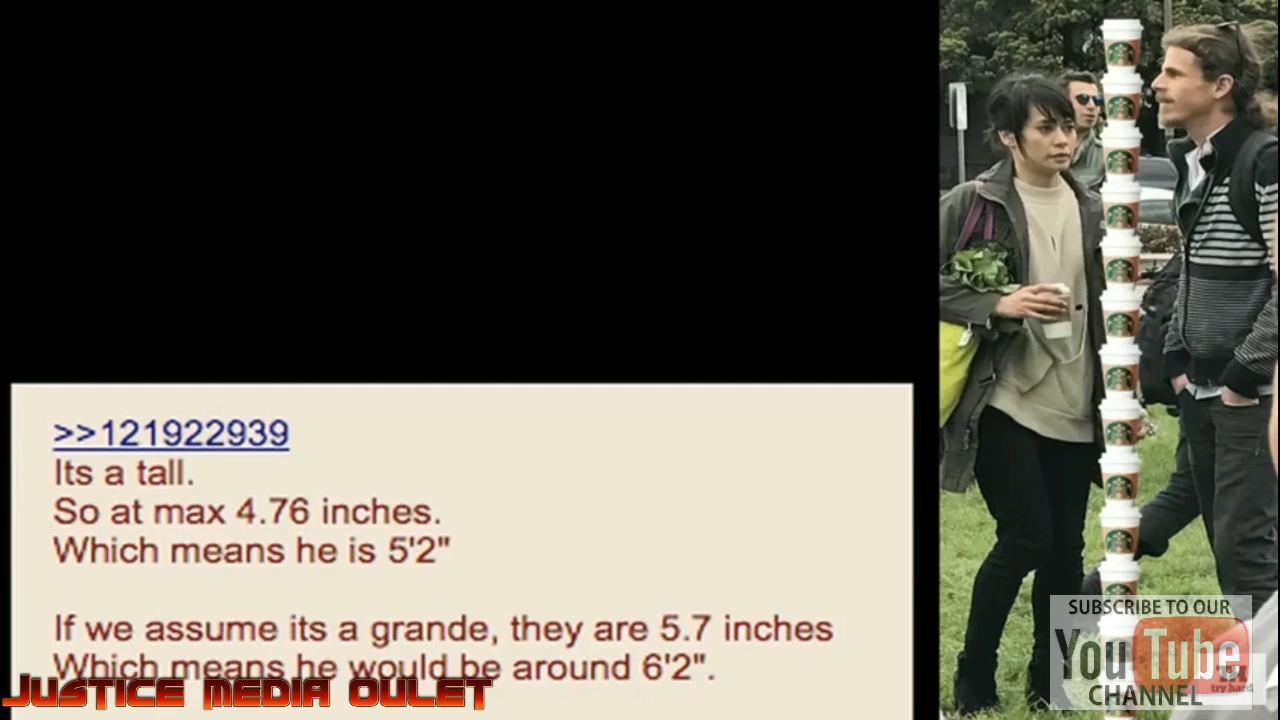 >>121922939
Its a tall.
So at max 4.76 inches.
Which means he is 5'2"
If we assume its a grande, they are 5.7 inches
Which means he would be around 6'2".
JUSTICE MEDIA OULET
SUBSCRIBE TO OUR
YouTube
CHANNEL
try hard